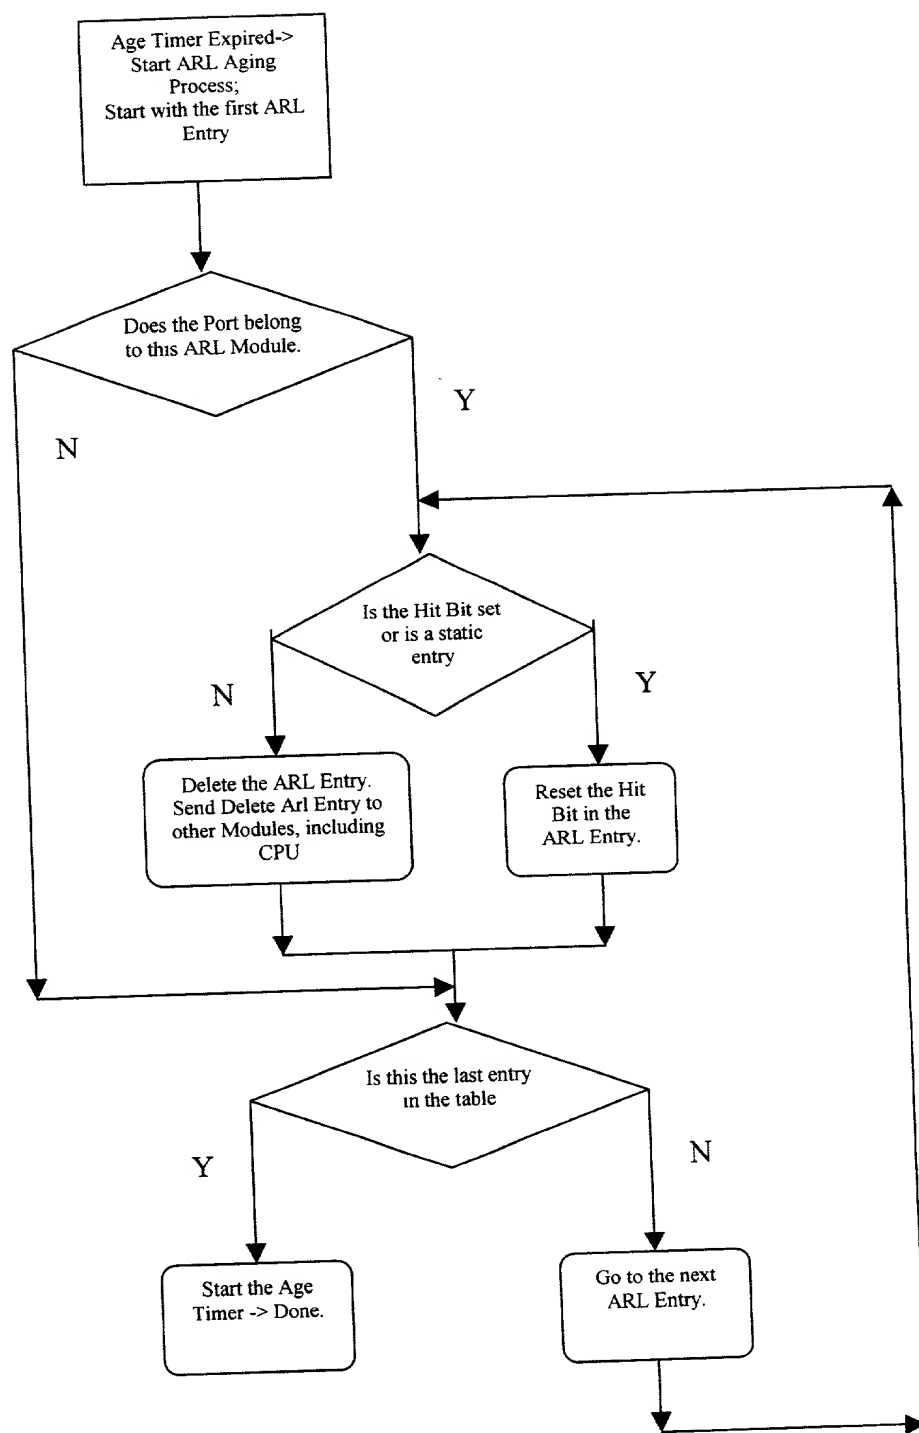 Age Timer Expired->
Start ARL Aging
Process;
Start with the first ARL
Entry
Does the Port belong
to this ARL Module.
Y
N
Is the Hit Bit set
or is a static
entry
N
Y
Delete the ARL Entry.
Send Delete Arl Entry to
other Modules, including
CPU
Reset the Hit
Bit in the
ARL Entry.
Is this the last entry
in the table
Y
N
Start the Age
Timer -> Done.
Go to the next
ARL Entry.